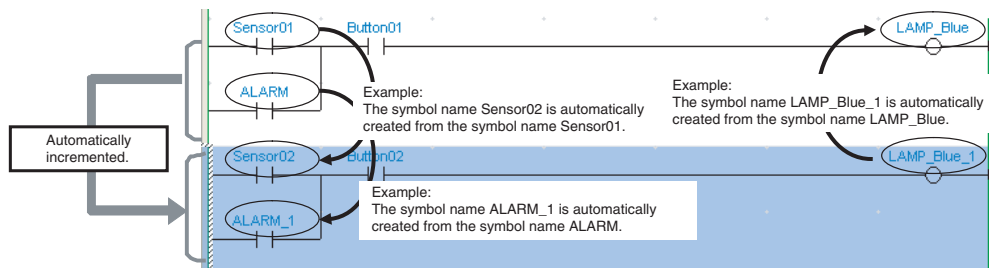 Sensor01
Button01
LAMP_Blue
ALARM
Example:
The symbol name Sensor02 is automatically
created from the symbol name Sensor01.
Example:
The symbol name LAMP_Blue_1 is automatically
created from the symbol name LAMP_Blue.
Automatically
incremented.
Sensor02
Button02
LAMP_Blue_1
ALARM_1
Example:
The symbol name ALARM_1 is automatically
created from the symbol name ALARM.